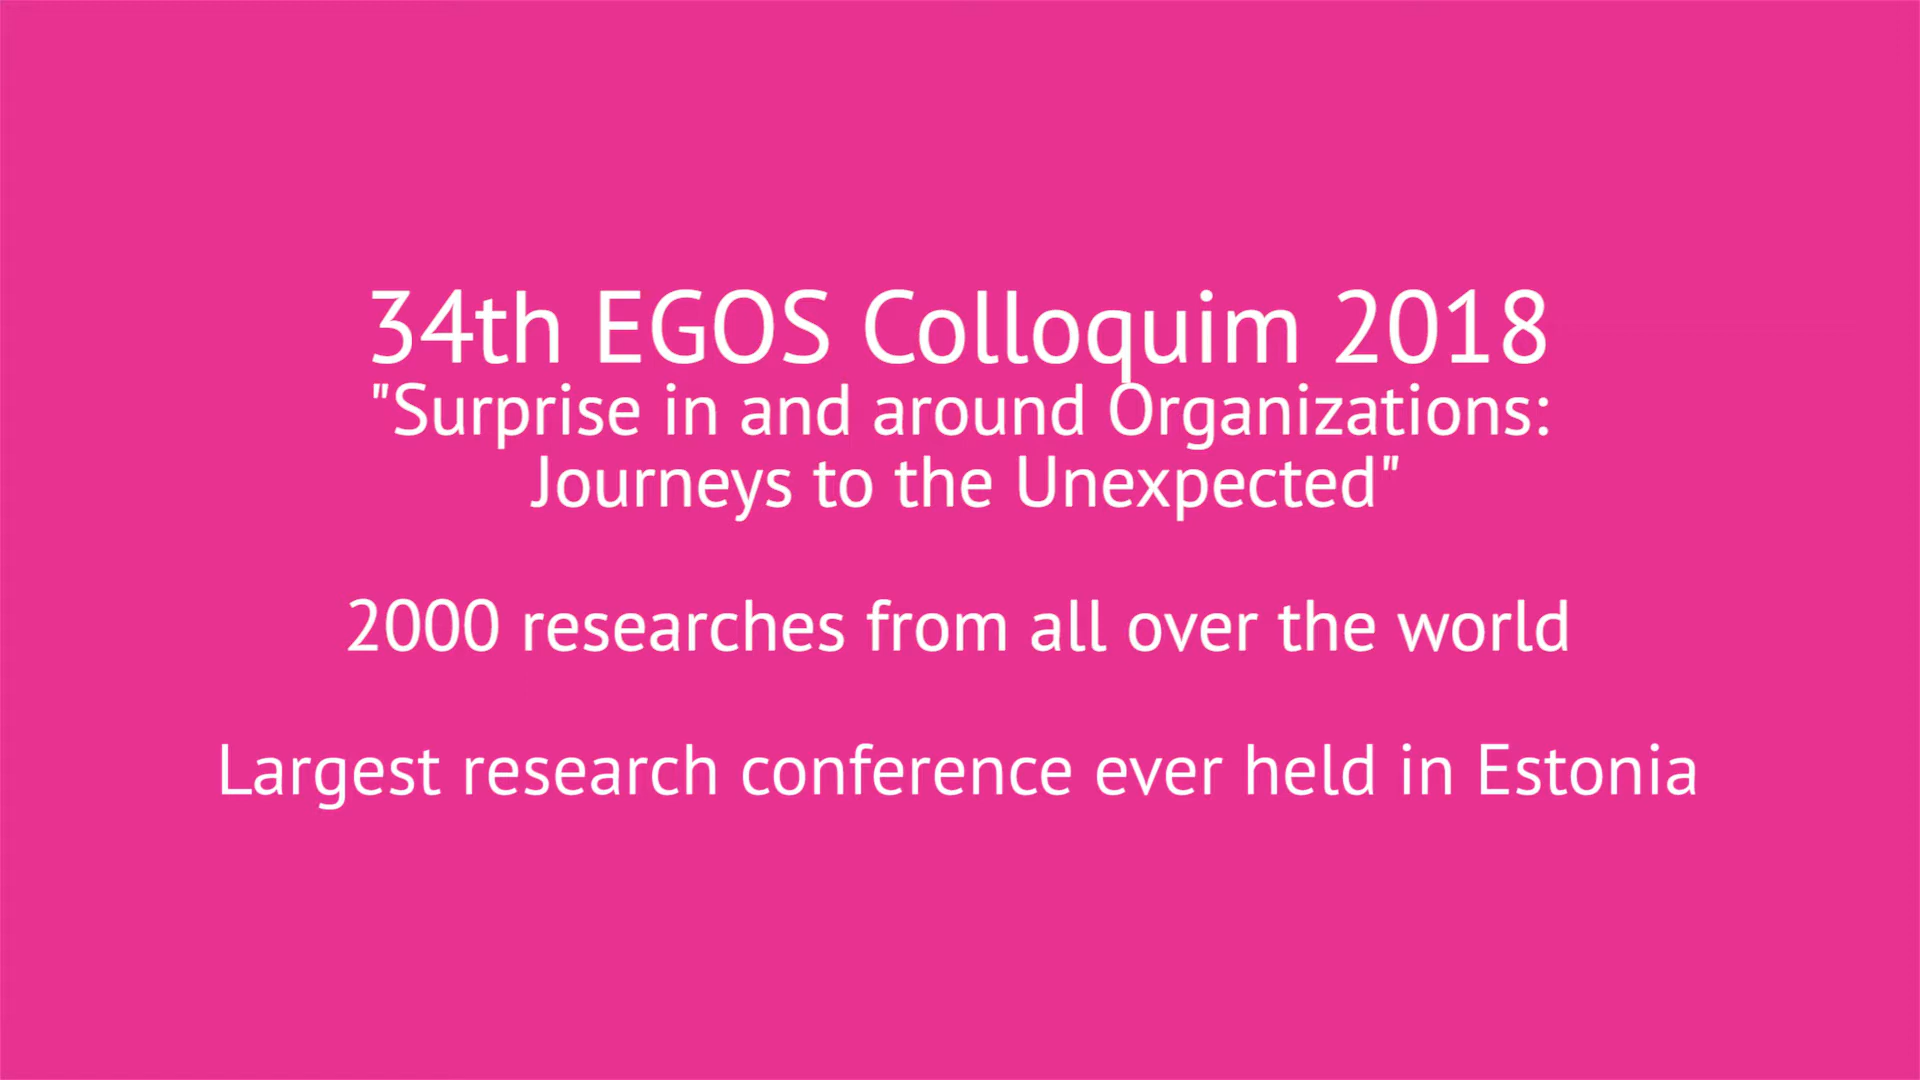 34th EGOS Colloquim 2018
"Surprise in and around Organizations:
Journeys to the Unexpected"
2000 researches from all over the world
Largest research conference ever held in Estonia